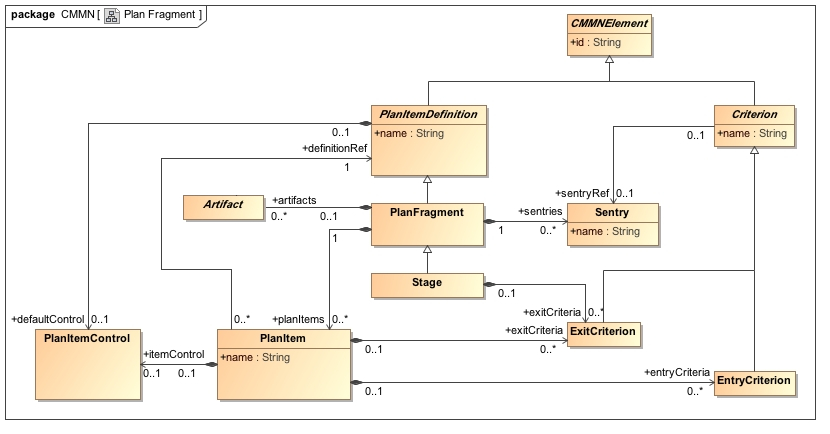 package CMMN [ Plan Fragment ]
CMMNElement
+id : String
PlanItemDefinition
+name : String
Criterion
+name : String
0..1
0..1
+definitionRef
1
+artifacts
+sentryRef
0..1
Artifact
0..*
0..1
PlanFragment
1
+sentries
1
0..*
Sentry
+name : String
Stage
0..1
+defaultControl
0..1
0..*
+planItems
0..*
+exitCriteria
0..*
+exitCriteria
PlanItemControl
PlanItem
+name : String
ExitCriterion
0..1
0..*
+itemControl
0..1
0..1
+entryCriteria
0..1
0..*
EntryCriterion